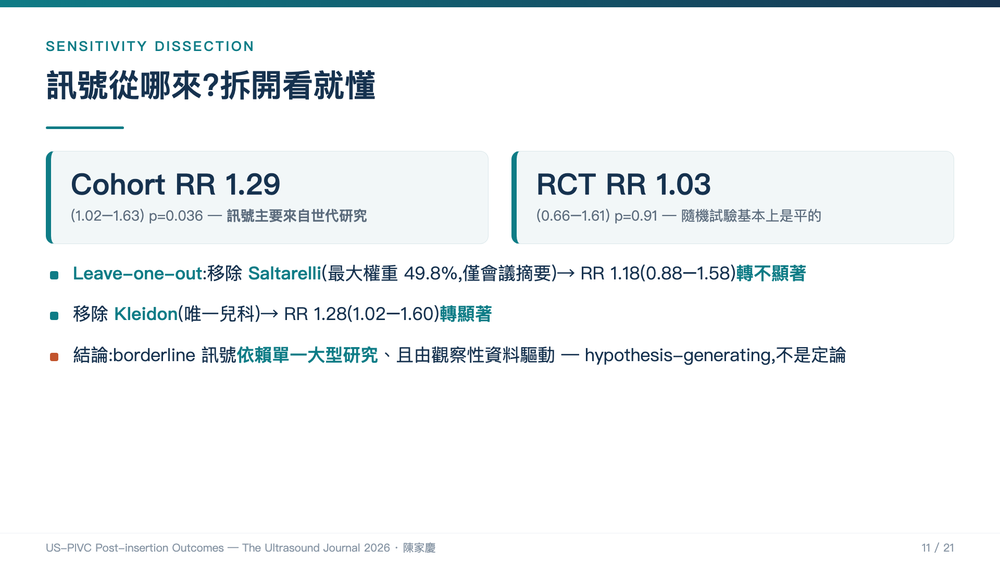 SENSITIVITY DISSECTION
訊號從哪來?拆開看就懂
Cohort RR 1.29
(1.02–1.63) p=0.036 — 訊號主要來自世代研究
RCT RR 1.03
(0.66–1.61) p=0.91 — 隨機試驗基本上是平的
Leave-one-out:移除 Saltarelli(最大權重 49.8%,僅會議摘要)→ RR 1.18(0.88–1.58)轉不顯著
移除 Kleidon(唯一兒科)→ RR 1.28(1.02–1.60)轉顯著
結論:borderline 訊號依賴單一大型研究、且由觀察性資料驅動 — hypothesis-generating,不是定論
US-PIVC Post-insertion Outcomes — The Ultrasound Journal 2026 · 陳家慶
11 / 21